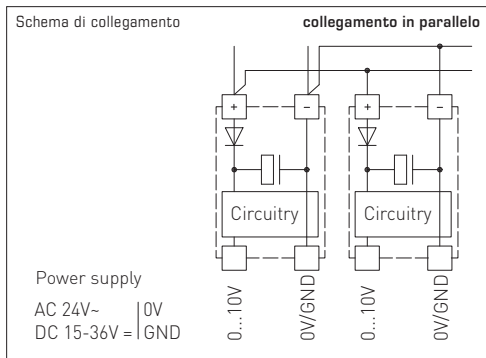 Schema di collegamento
collegamento in parallelo
+ − + −
Circuitry
Circuitry
0...10V
0V/GND
0...10V
0V/GND
Power supply
AC 24V~ | 0V
DC 15-36V = | GND